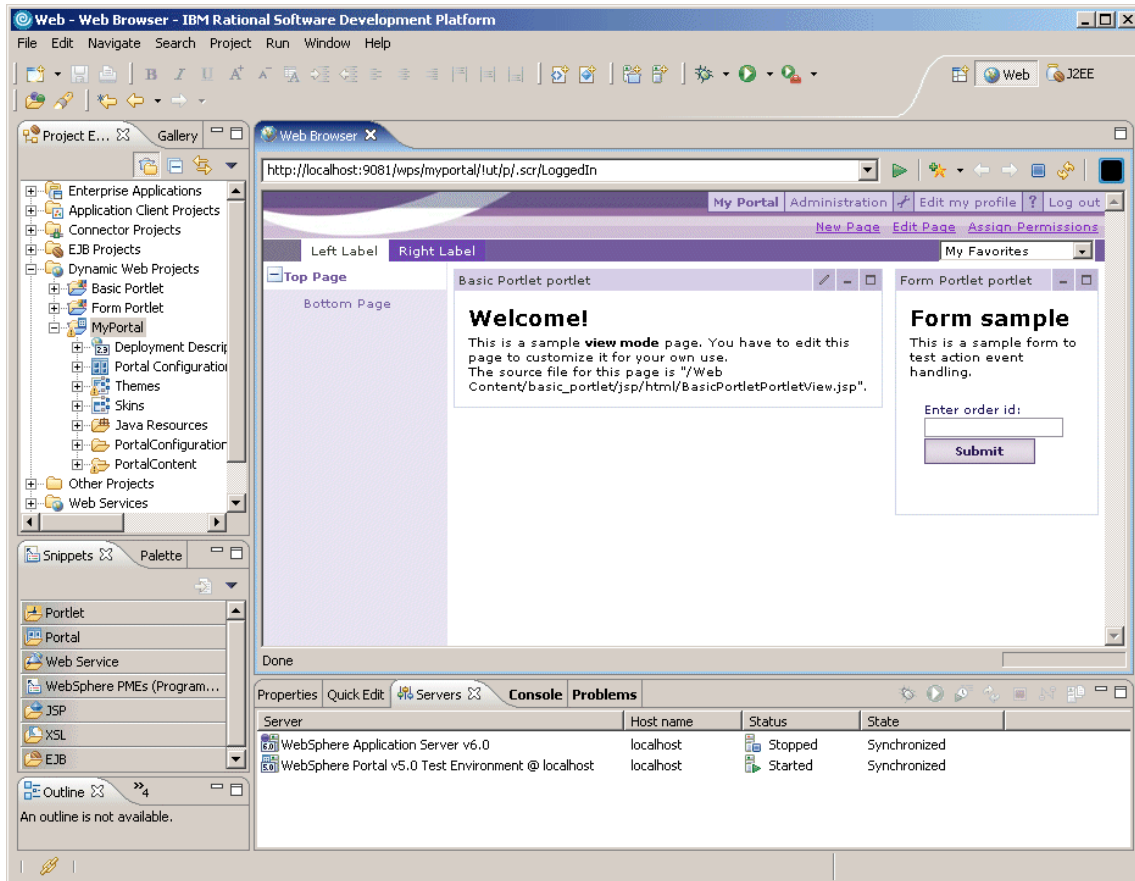 Web - Web Browser - IBM Rational Software Development Platform
File Edit Navigate Search Project Run Window Help
B I U A A
Web J2EE
Project E... Gallery
Enterprise Applications
Application Client Projects
Connector Projects
EJB Projects
Dynamic Web Projects
Basic Portlet
Form Portlet
MyPortal
2.3 Deployment Descrip
Portal Configuration
Themes
Skins
Java Resources
PortalConfiguration
PortalContent
Other Projects
Web Services
Web Browser
http://localhost:9081/wps/myportal/!ut/p/.scr/LoggedIn
My Portal Administration Edit my profile ? Log out
New Page Edit Page Assign Permissions
Left Label Right Label My Favorites
Top Page
Bottom Page
Basic Portlet portlet
Welcome!
This is a sample view mode page. You have to edit this
page to customize it for your own use.
The source file for this page is "/Web
Content/basic_portlet/jsp/html/BasicPortletPortletView.jsp".
Form Portlet portlet
Form sample
This is a sample form to
test action event
handling.
Enter order id:
Submit
Done
Snippets Palette
Portlet
Portal
Web Service
WebSphere PMEs (Program...
JSP
XSL
EJB
Outline 4
An outline is not available.
Properties Quick Edit Servers Console Problems
Server Host name Status State
6.0 WebSphere Application Server v6.0 localhost Stopped Synchronized
5.0 WebSphere Portal v5.0 Test Environment @ localhost localhost Started Synchronized